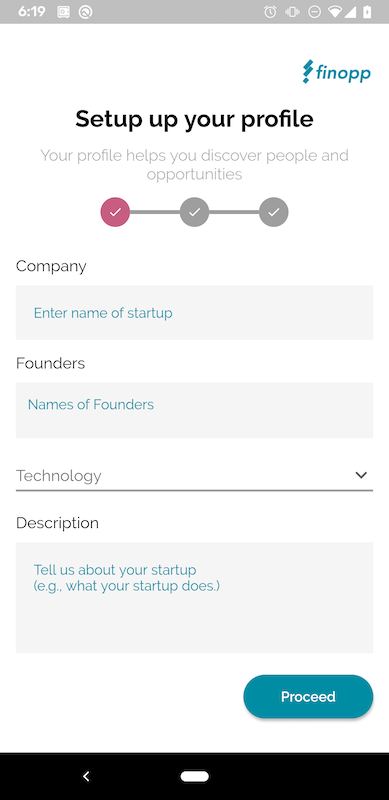 6:19
finopp
Setup up your profile
Your profile helps you discover people and
opportunities
Company
Enter name of startup
Founders
Names of Founders
Technology
Description
Tell us about your startup
(e.g., what your startup does.)
Proceed